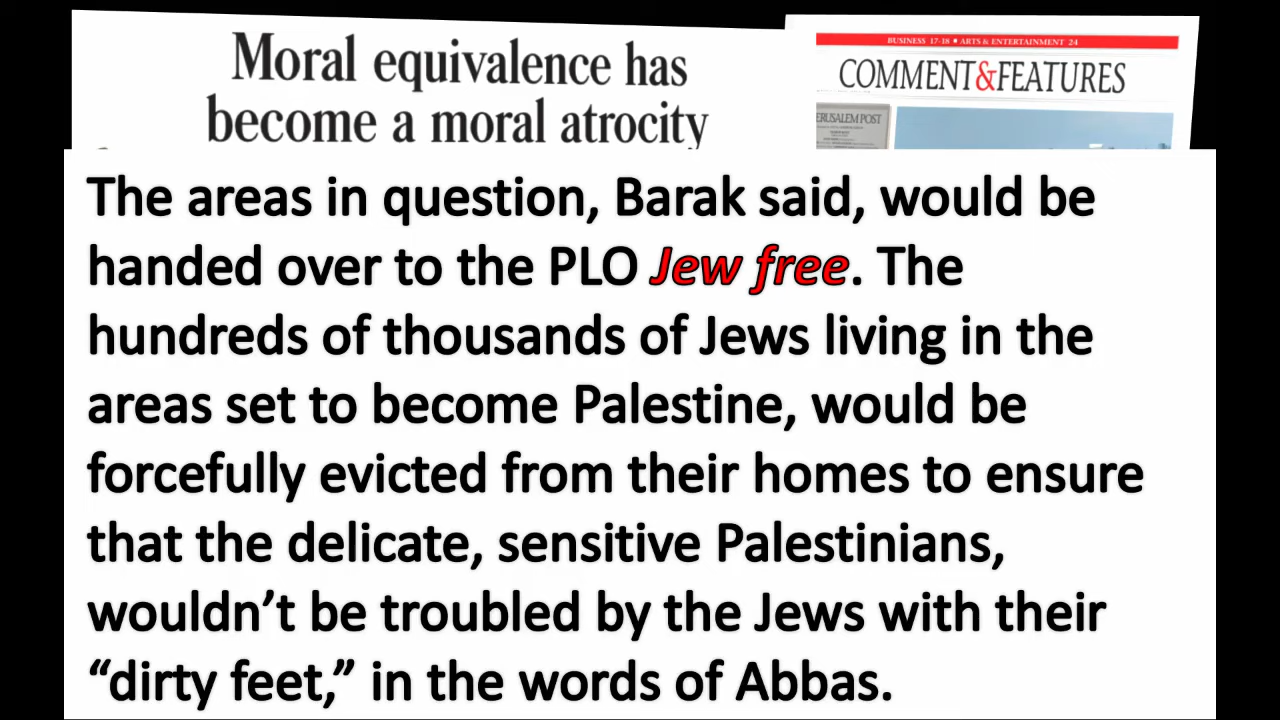 Moral equivalence has
become a moral atrocity
BUSINESS 17-18 ■ ARTS & ENTERTAINMENT 24
COMMENT&FEATURES
ERUSALEM POST
The areas in question, Barak said, would be
handed over to the PLO Jew free. The
hundreds of thousands of Jews living in the
areas set to become Palestine, would be
forcefully evicted from their homes to ensure
that the delicate, sensitive Palestinians,
wouldn’t be troubled by the Jews with their
“dirty feet,” in the words of Abbas.